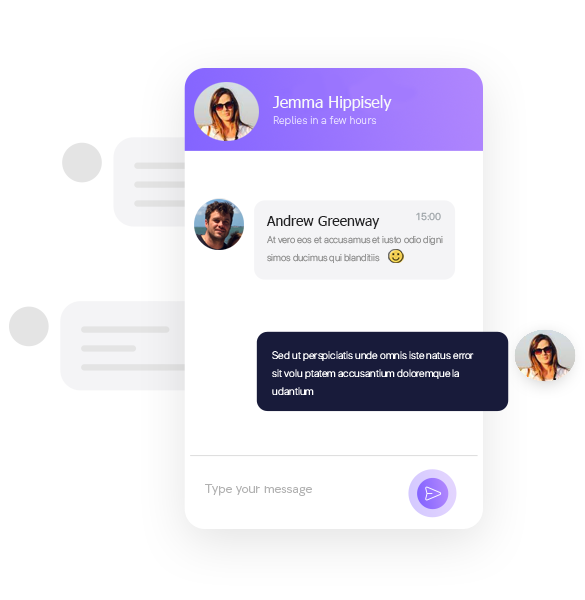 Jemma Hippisely
Replies in a few hours
Andrew Greenway
15:00
At vero eos et accusamus et iusto odio digni
simos ducimus qui blanditiis
Sed ut perspiciatis unde omnis iste natus error
sit volu ptatem accusantium doloremque la
udantium
Type your message